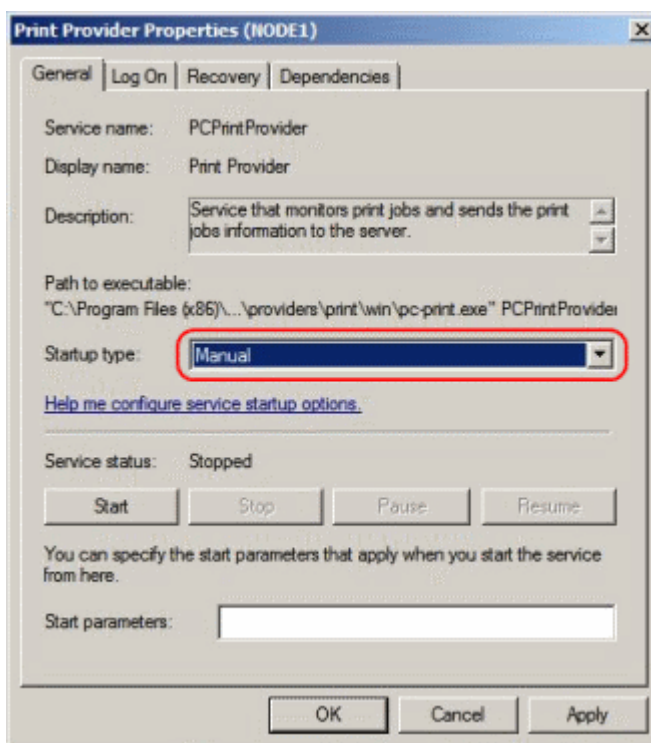 Print Provider Properties (NODE1)
General Log On Recovery Dependencies
Service name: PCPrintProvider
Display name: Print Provider
Description: Service that monitors print jobs and sends the print
jobs information to the server.
Path to executable:
"C:\Program Files (x86)\...\providers\print\win\pc-print.exe" PCPrintProvider
Startup type: Manual
Help me configure service startup options.
Service status: Stopped
Start Stop Pause Resume
You can specify the start parameters that apply when you start the service
from here.
Start parameters:
OK Cancel Apply